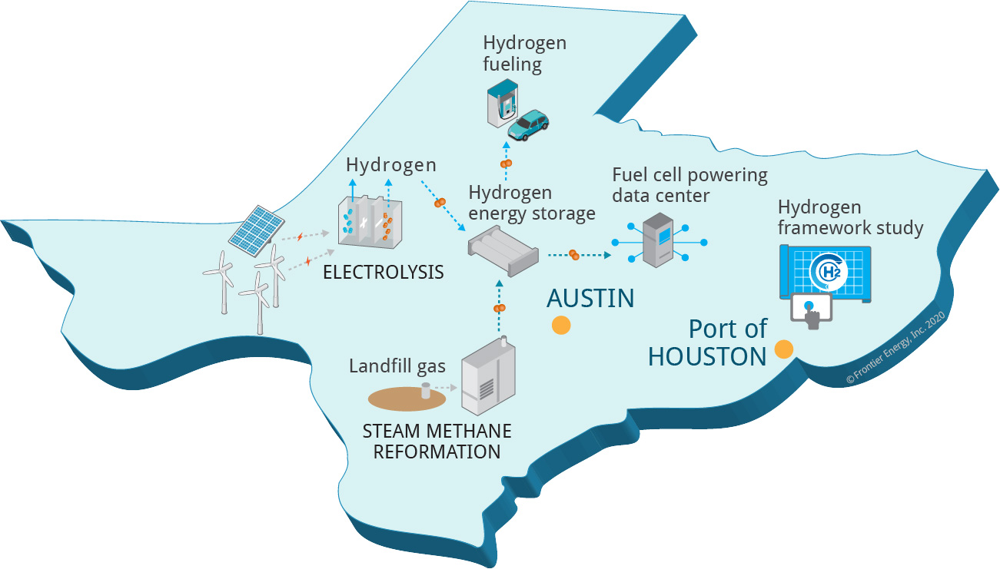 Hydrogen
fueling
Hydrogen
Hydrogen
energy storage
Fuel cell powering
data center
Hydrogen
framework study
H2
ELECTROLYSIS
AUSTIN
Port of
HOUSTON
Landfill gas
STEAM METHANE
REFORMATION
©Frontier Energy, Inc. 2020